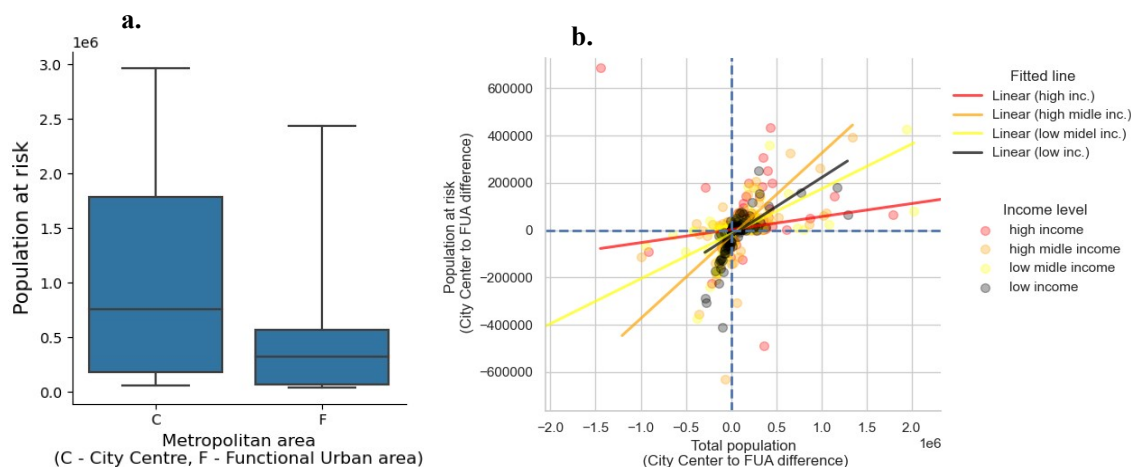 a.
1e6
3.0
2.5
2.0
1.5
1.0
0.5
0.0
Population at risk
C
F
Metropolitan area
(C - City Centre, F - Functional Urban area)
b.
600000
400000
200000
0
−200000
−400000
−600000
Population at risk
(City Center to FUA difference)
−2.0
−1.5
−1.0
−0.5
0.0
0.5
1.0
1.5
2.0
1e6
Total population
(City Center to FUA difference)
Fitted line
Linear (high inc.)
Linear (high midle inc.)
Linear (low midel inc.)
Linear (low inc.)
Income level
high income
high midle income
low midle income
low income